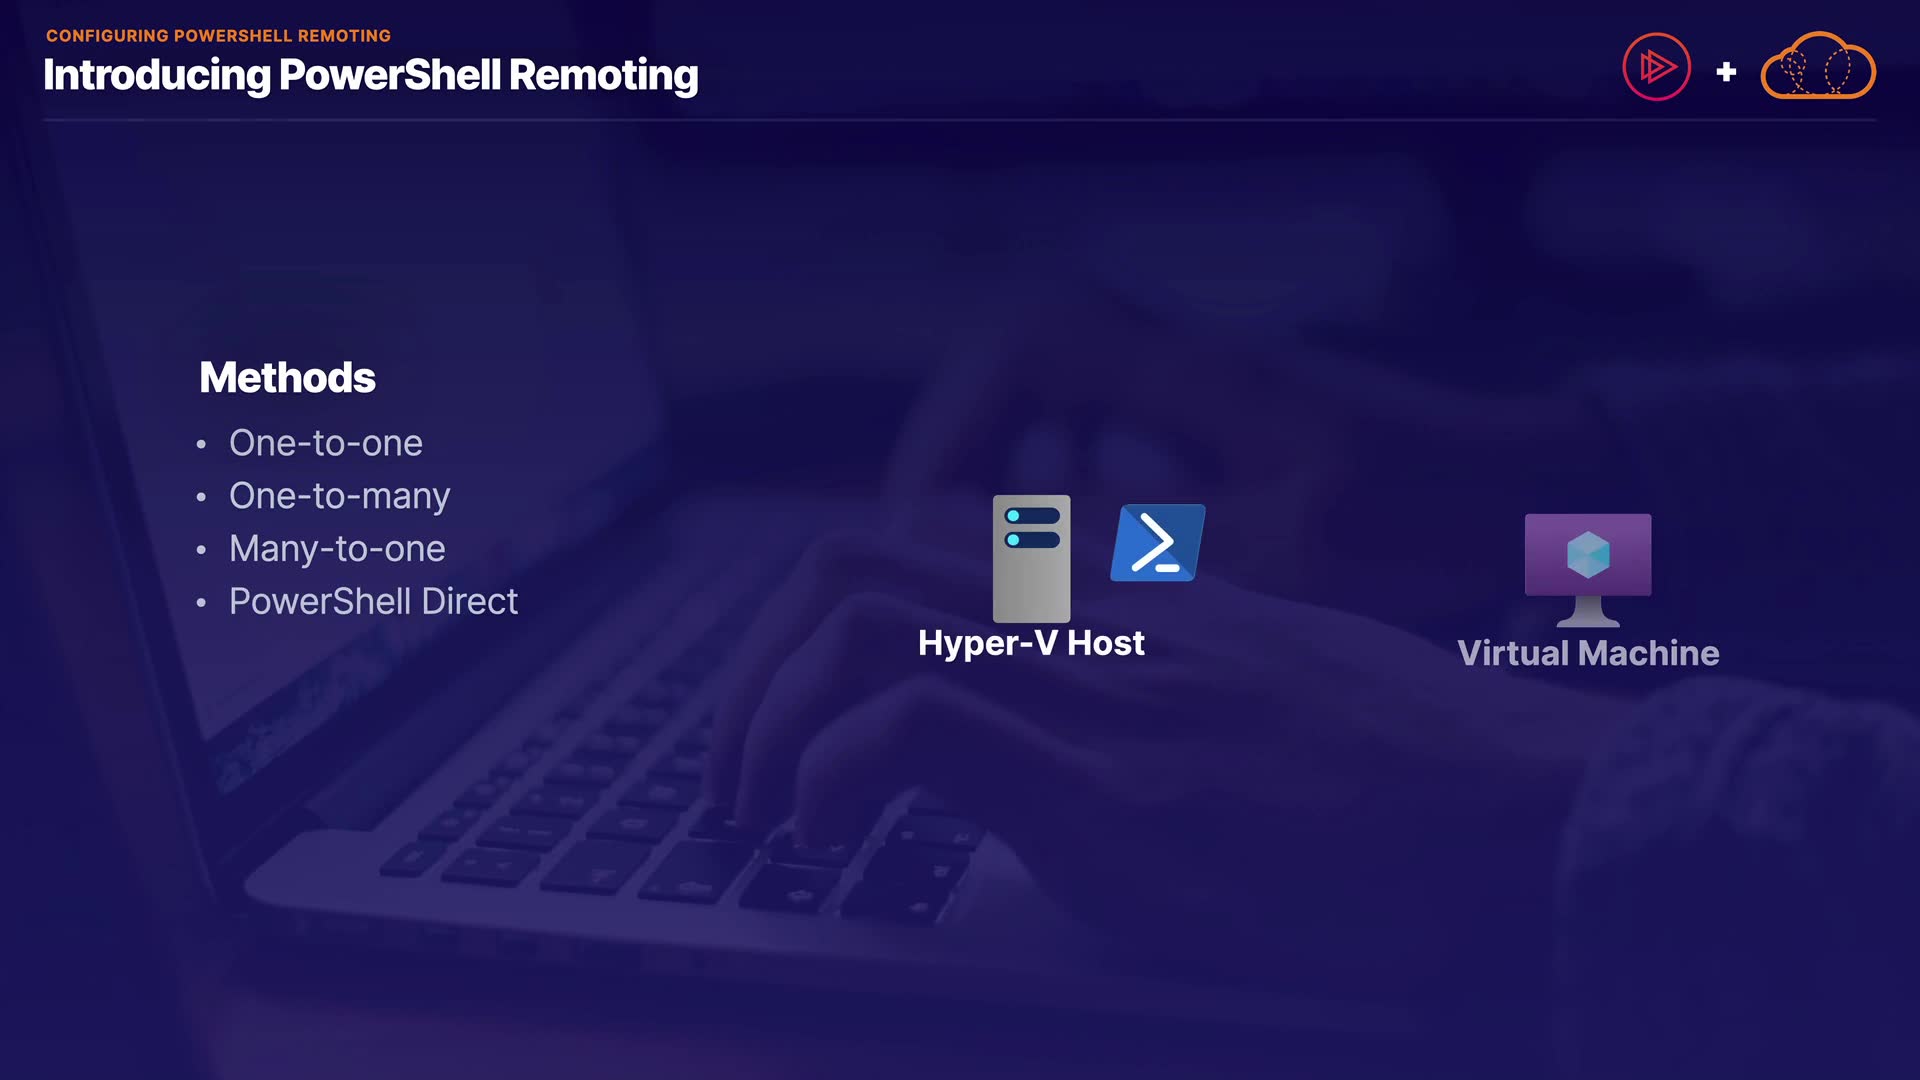 CONFIGURING POWERSHELL REMOTING
Introducing PowerShell Remoting
Methods
• One-to-one
• One-to-many
• Many-to-one
• PowerShell Direct
Hyper-V Host
Virtual Machine